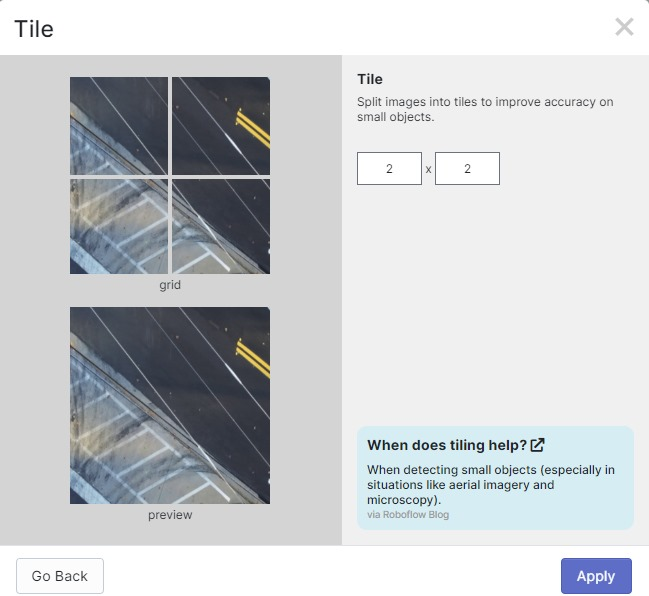 Tile
Tile
Split images into tiles to improve accuracy on
small objects.
2 x 2
grid
preview
When does tiling help?
When detecting small objects (especially in
situations like aerial imagery and
microscopy).
via Roboflow Blog
Go Back
Apply